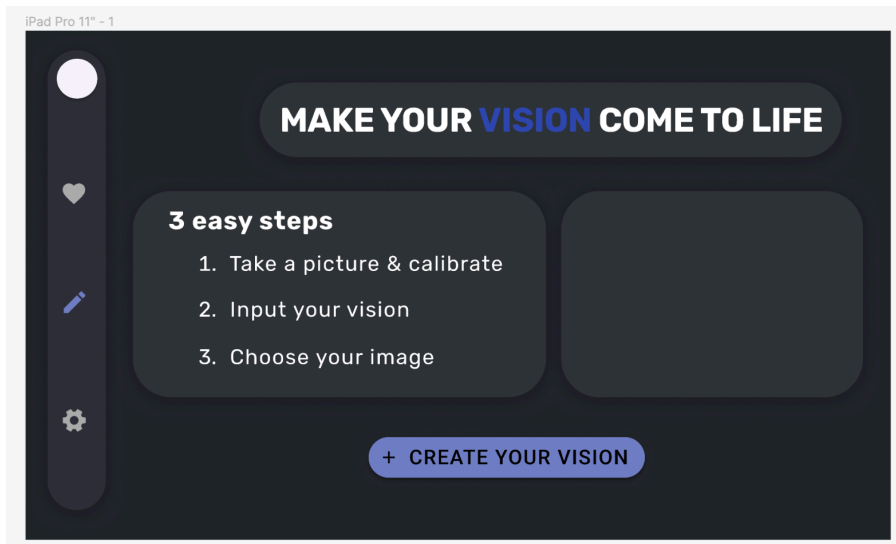 iPad Pro 11" - 1
MAKE YOUR VISION COME TO LIFE
3 easy steps
1. Take a picture & calibrate
2. Input your vision
3. Choose your image
+ CREATE YOUR VISION